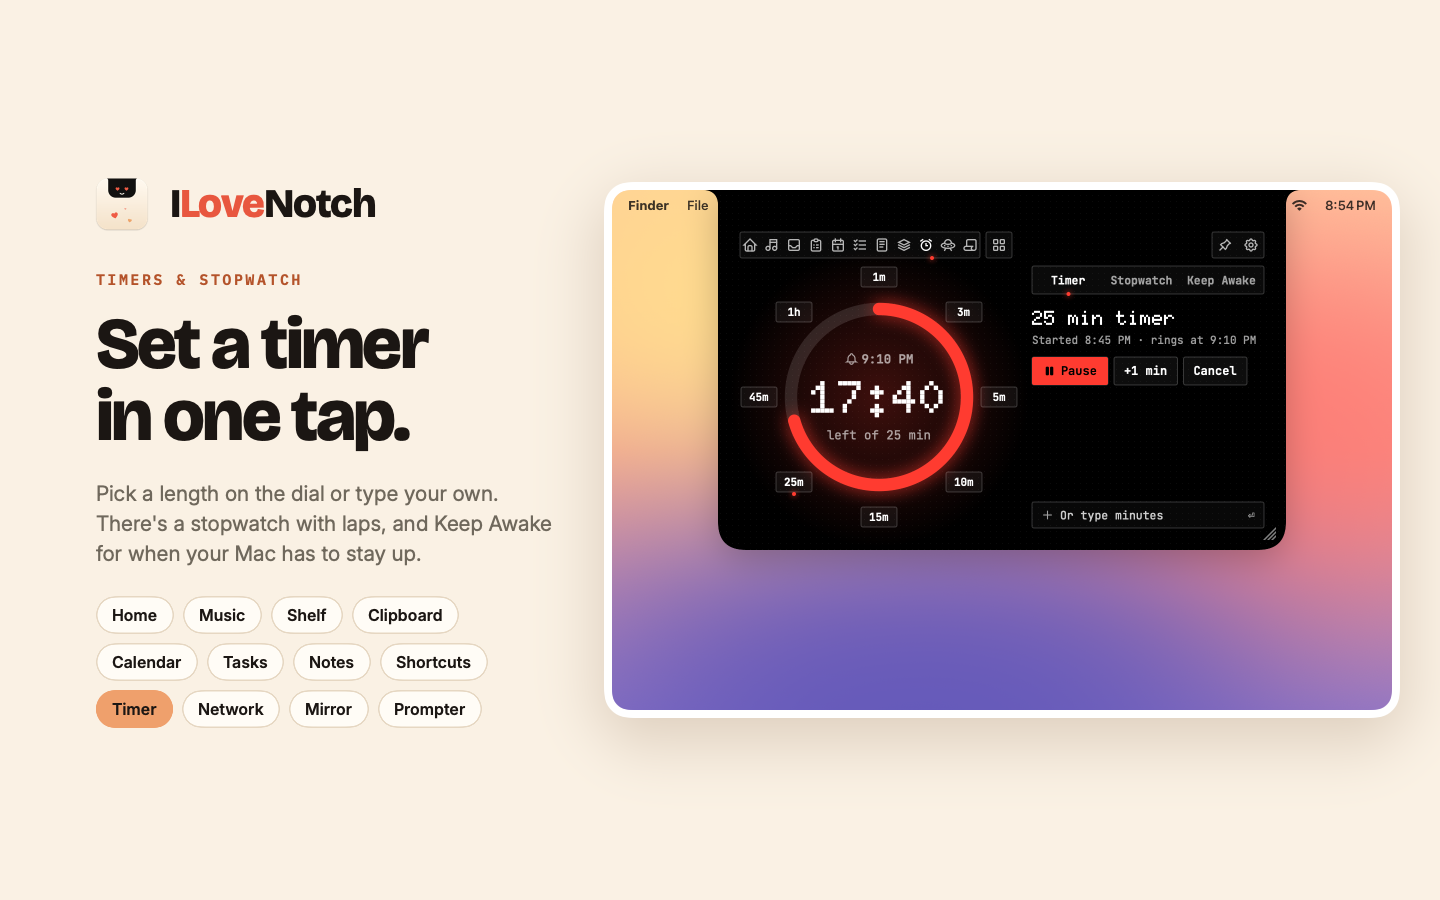 ILoveNotch
TIMERS & STOPWATCH
Set a timer
in one tap.
Pick a length on the dial or type your own.
There's a stopwatch with laps, and Keep Awake
for when your Mac has to stay up.
Home Music Shelf Clipboard
Calendar Tasks Notes Shortcuts
Timer Network Mirror Prompter
Finder File
8:54 PM
1m
1h
3m
9:10 PM
45m
17:40
5m
left of 25 min
25m
10m
15m
Timer Stopwatch Keep Awake
25 min timer
Started 8:45 PM · rings at 9:10 PM
Pause +1 min Cancel
+ Or type minutes